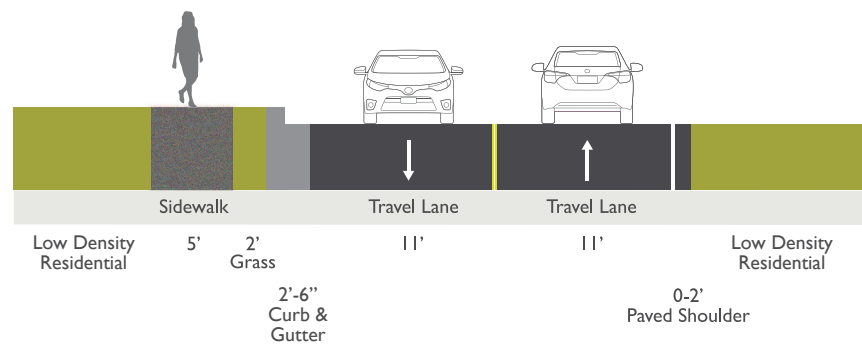 Sidewalk
Travel Lane
Travel Lane
Low Density
Residential
5’
2’
Grass
11’
11’
Low Density
Residential
2’-6”
Curb &
Gutter
0-2’
Paved Shoulder